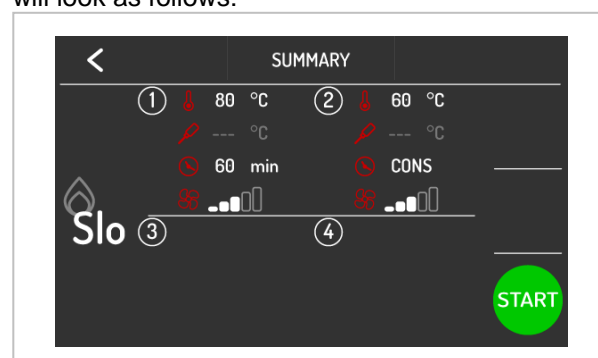 will look as follows:
< SUMMARY
1 80 °C 2 60 °C
--- °C --- °C
60 min CONS
Slo 3 4
START